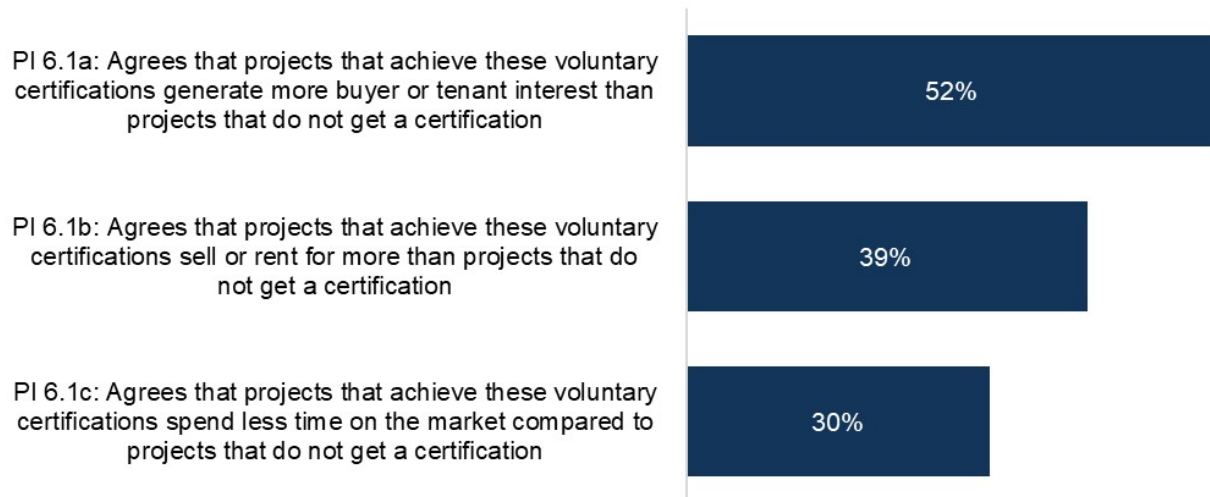 PI 6.1a: Agrees that projects that achieve these voluntary
certifications generate more buyer or tenant interest than
projects that do not get a certification
52%
PI 6.1b: Agrees that projects that achieve these voluntary
certifications sell or rent for more than projects that do
not get a certification
39%
PI 6.1c: Agrees that projects that achieve these voluntary
certifications spend less time on the market compared to
projects that do not get a certification
30%